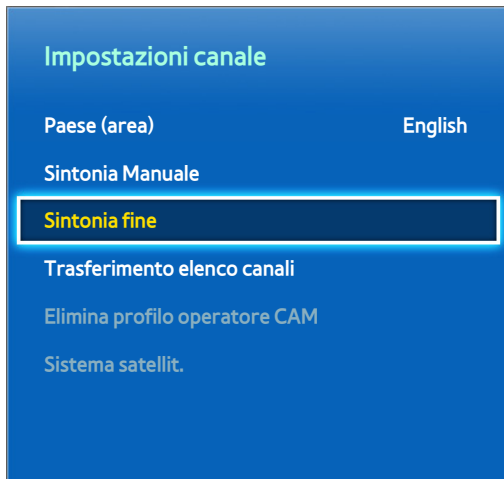 Impostazioni canale
Paese (area) English
Sintonia Manuale
Sintonia fine
Trasferimento elenco canali
Elimina profilo operatore CAM
Sistema satellit.